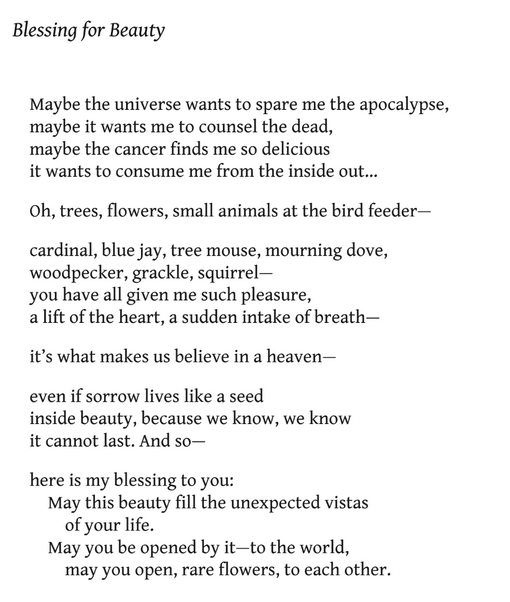 Blessing for Beauty
Maybe the universe wants to spare me the apocalypse,
maybe it wants me to counsel the dead,
maybe the cancer finds me so delicious
it wants to consume me from the inside out...
Oh, trees, flowers, small animals at the bird feeder—
cardinal, blue jay, tree mouse, mourning dove,
woodpecker, grackle, squirrel—
you have all given me such pleasure,
a lift of the heart, a sudden intake of breath—
it’s what makes us believe in a heaven—
even if sorrow lives like a seed
inside beauty, because we know, we know
it cannot last. And so—
here is my blessing to you:
May this beauty fill the unexpected vistas
of your life.
May you be opened by it—to the world,
may you open, rare flowers, to each other.